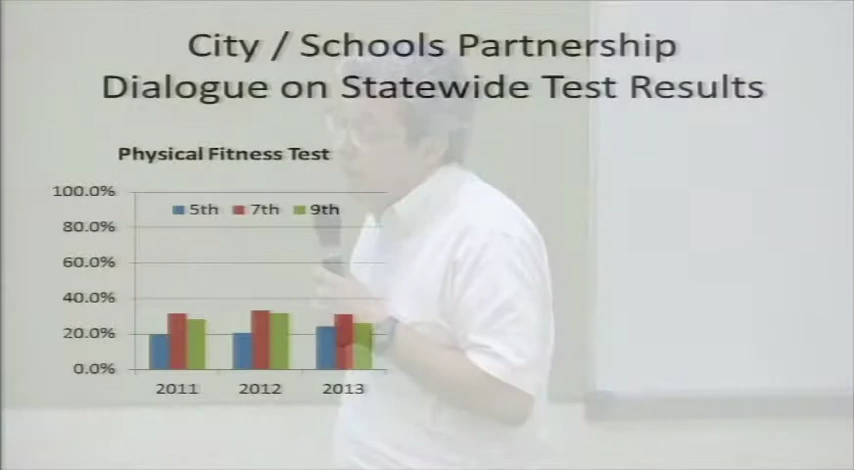 City / Schools Partnership
Dialogue on Statewide Test Results
Physical Fitness Test
100.0%
5th 7th 9th
80.0%
60.0%
40.0%
20.0%
0.0%
2011 2012 2013